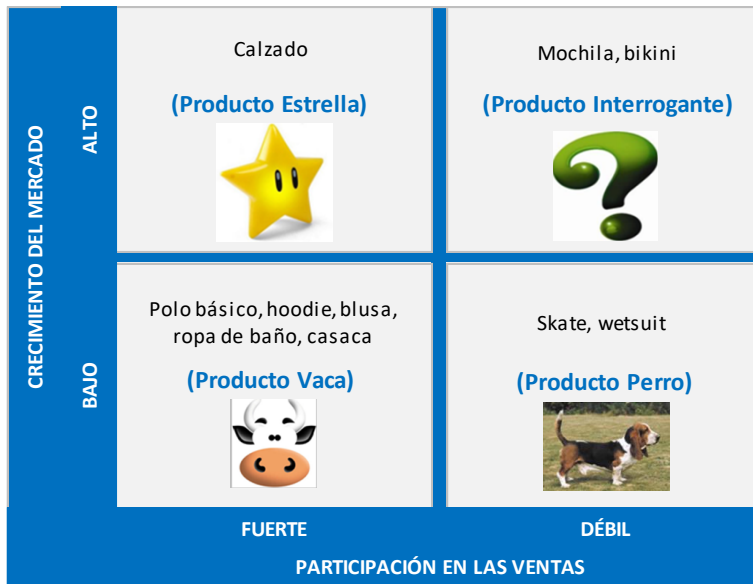 Calzado
(Producto Estrella)
Mochila, bikini
(Producto Interrogante)
CRECIMIENTO DEL MERCADO
ALTO
BAJO
Polo básico, hoodie, blusa,
ropa de baño, casaca
(Producto Vaca)
Skate, wetsuit
(Producto Perro)
FUERTE
DÉBIL
PARTICIPACIÓN EN LAS VENTAS